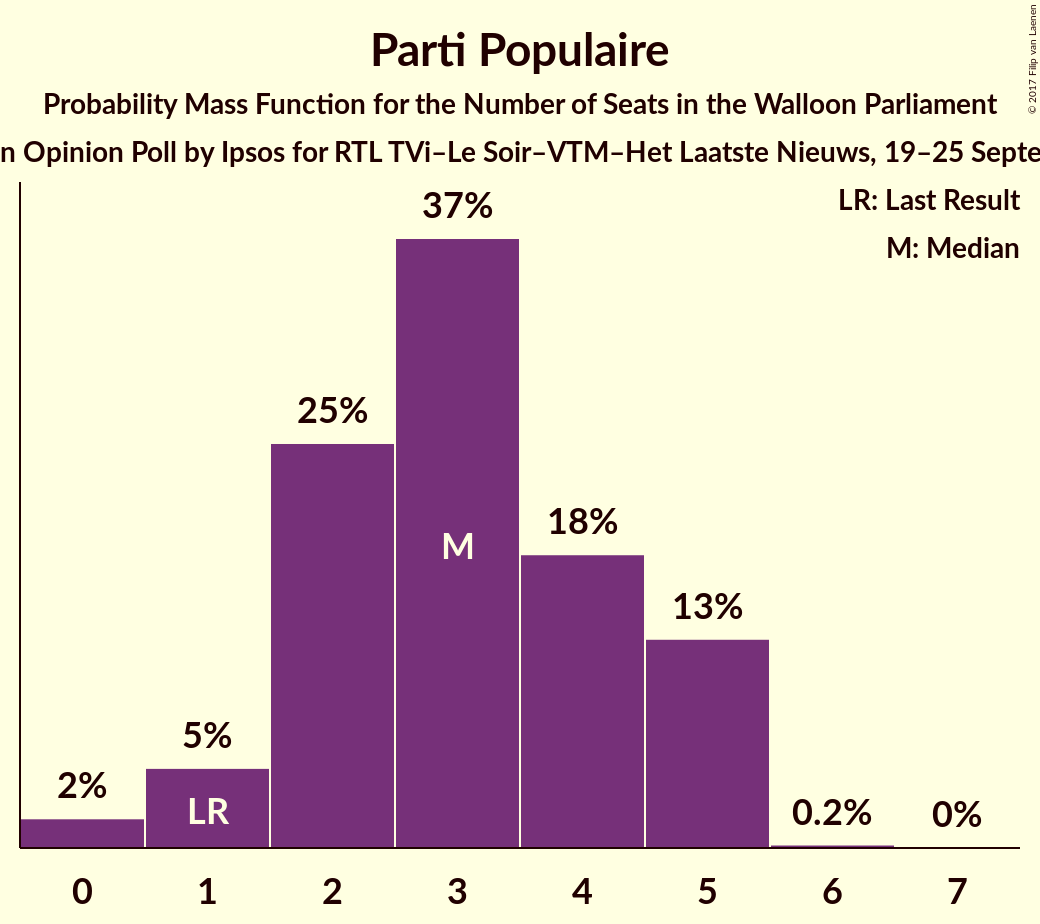 Parti Populaire
Probability Mass Function for the Number of Seats in the Walloon Parliament
n Opinion Poll by Ipsos for RTL TVi–Le Soir–VTM–Het Laatste Nieuws, 19–25 Septe
© 2017 Filip van Laenen
LR: Last Result
M: Median
37%
25%
18%
13%
5%
2%
0.2%
0%
M
LR
0 1 2 3 4 5 6 7